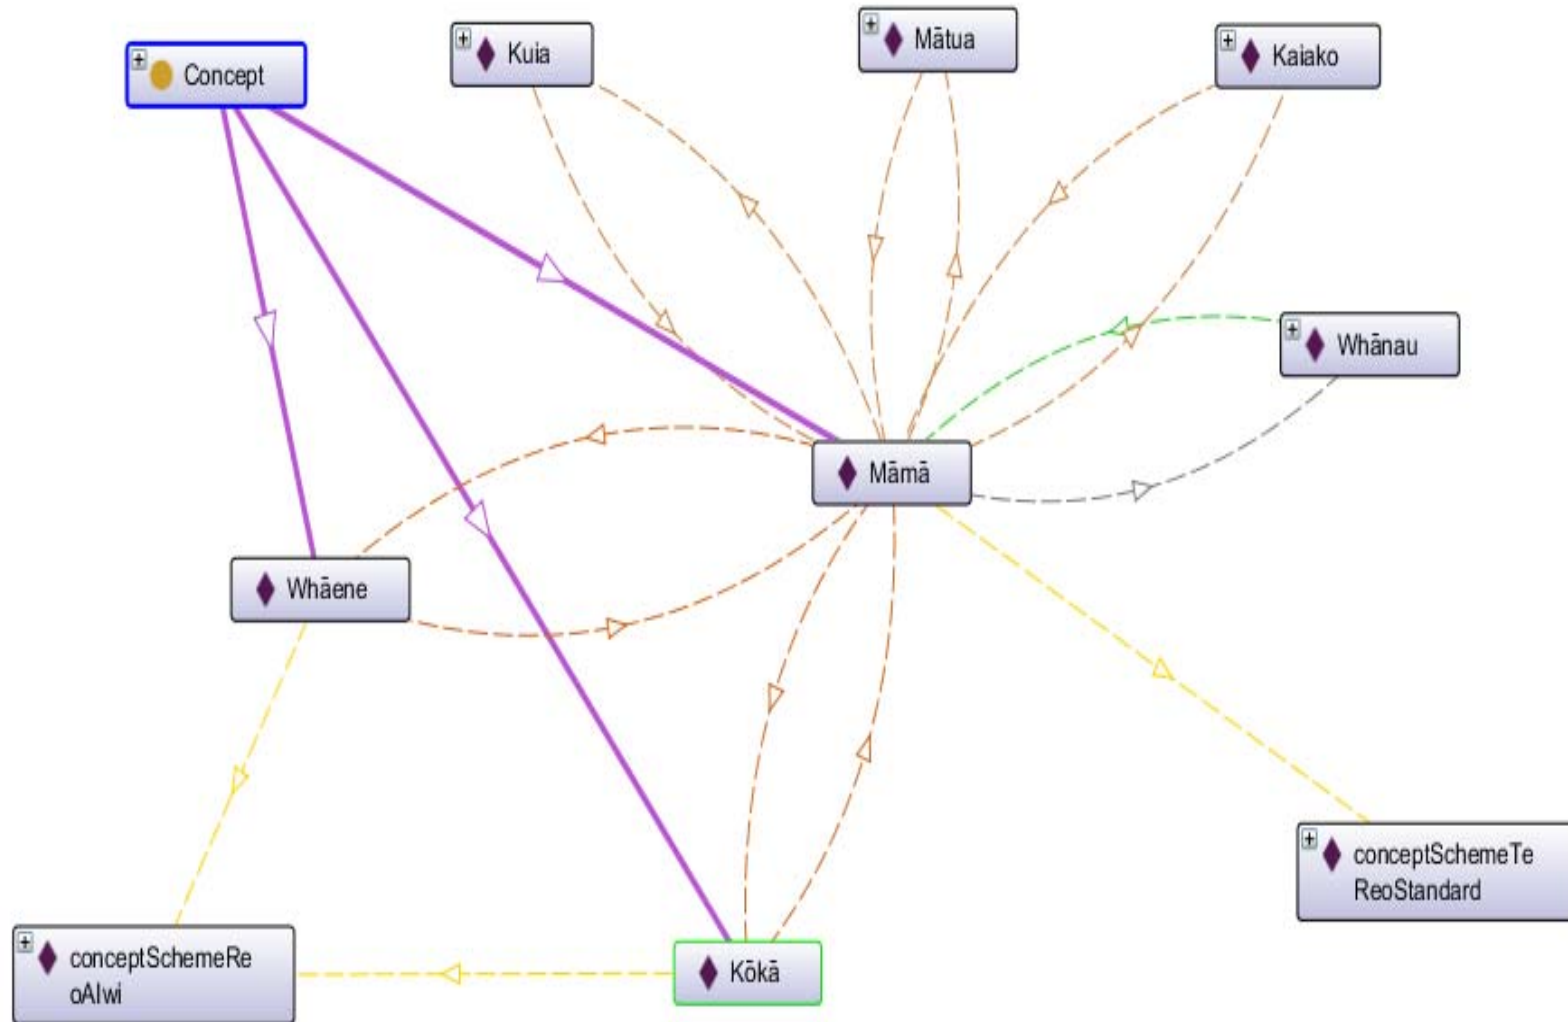 Concept
Kuia
Mātua
Kaiako
Whānau
Māmā
Whāene
conceptSchemeTe
ReoStandard
conceptSchemeRe
oAIwi
Kōkā